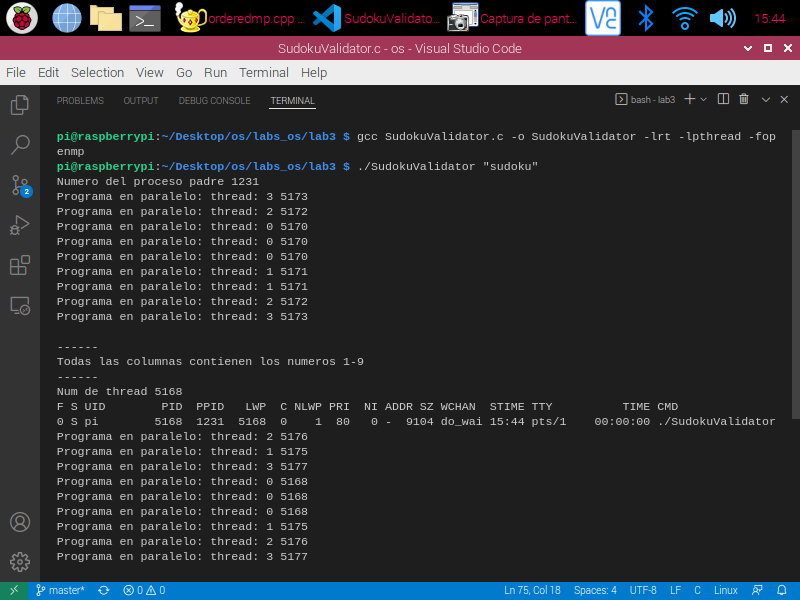 orderedmp.cpp ...
SudokuValidato...
Captura de pant...
15:44
SudokuValidator.c - os - Visual Studio Code
File Edit Selection View Go Run Terminal Help
PROBLEMS OUTPUT DEBUG CONSOLE TERMINAL
bash - lab3
pi@raspberrypi:~/Desktop/os/labs_os/lab3 $ gcc SudokuValidator.c -o SudokuValidator -lrt -lpthread -fop
enmp
pi@raspberrypi:~/Desktop/os/labs_os/lab3 $ ./SudokuValidator "sudoku"
Numero del proceso padre 1231
Programa en paralelo: thread: 3 5173
Programa en paralelo: thread: 2 5172
Programa en paralelo: thread: 0 5170
Programa en paralelo: thread: 0 5170
Programa en paralelo: thread: 0 5170
Programa en paralelo: thread: 1 5171
Programa en paralelo: thread: 1 5171
Programa en paralelo: thread: 2 5172
Programa en paralelo: thread: 3 5173
------
Todas las columnas contienen los numeros 1-9
------
Num de thread 5168
F S UID        PID  PPID   LWP  C NLWP PRI  NI ADDR SZ WCHAN  STIME TTY          TIME CMD
0 S pi        5168  1231  5168  0    1  80   0 -  9104 do_wai 15:44 pts/1    00:00:00 ./SudokuValidator
Programa en paralelo: thread: 2 5176
Programa en paralelo: thread: 1 5175
Programa en paralelo: thread: 3 5177
Programa en paralelo: thread: 0 5168
Programa en paralelo: thread: 0 5168
Programa en paralelo: thread: 0 5168
Programa en paralelo: thread: 1 5175
Programa en paralelo: thread: 2 5176
Programa en paralelo: thread: 3 5177
2
master* 0 0 Ln 75, Col 18 Spaces: 4 UTF-8 LF C Linux